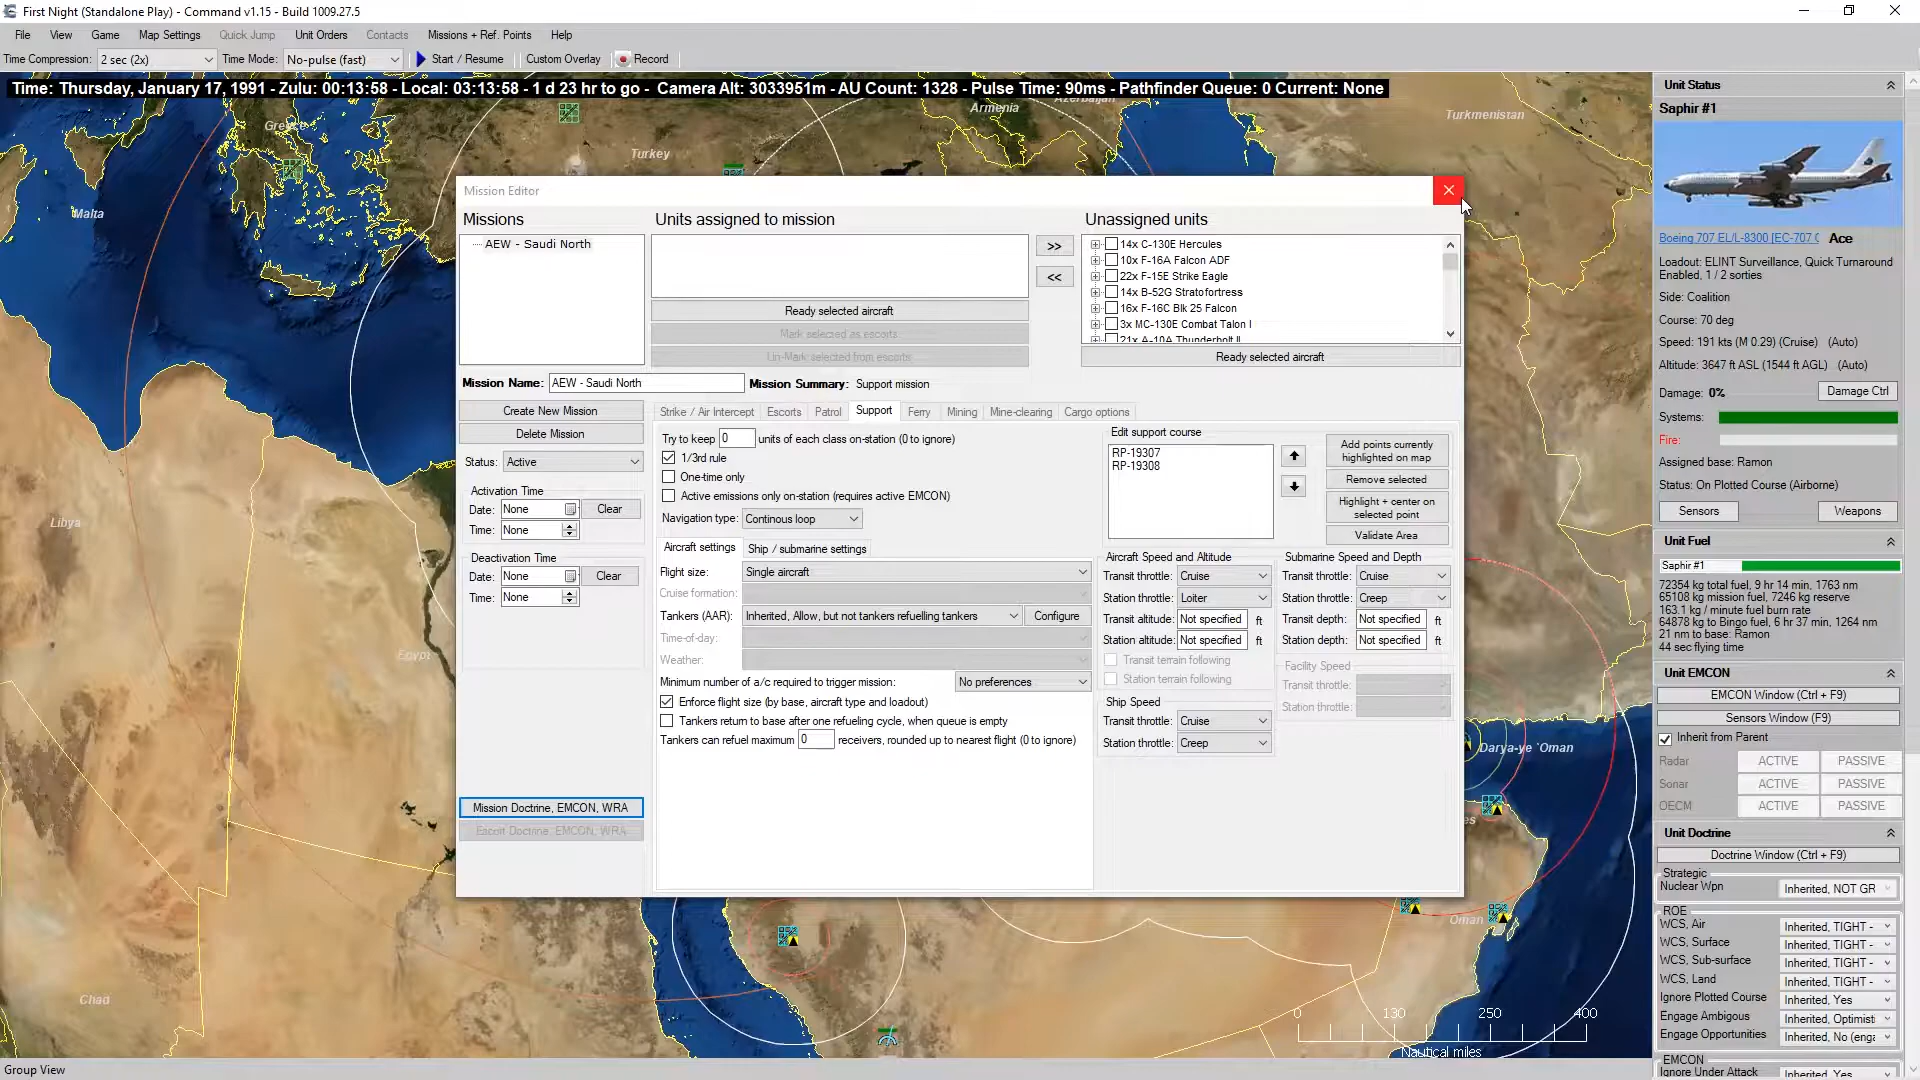 First Night (Standalone Play) - Command v1.15 - Build 1009.27.5
File View Game Map Settings Quick Jump Unit Orders Contacts Missions + Ref. Points Help
Time Compression: 2 sec (2x) Time Mode: No-pulse (fast) Start / Resume Custom Overlay Record
Time: Thursday, January 17, 1991 - Zulu: 00:13:58 - Local: 03:13:58 - 1 d 23 hr to go - Camera Alt: 3033951m - AU Count: 1328 - Pulse Time: 90ms - Pathfinder Queue: 0 Current: None
Armenia
Azerbaijan
Turkmenistan
Greece
Turkey
Malta
Libya
Egypt
Chad
Darya-ye `Oman
Oman
0 130 250 400
Nautical miles
Group View
Mission Editor
Missions
AEW - Saudi North
Units assigned to mission
>>
<<
Ready selected aircraft
Mark selected as escorts
Un-Mark selected from escorts
Unassigned units
14x C-130E Hercules
10x F-16A Falcon ADF
22x F-15E Strike Eagle
14x B-52G Stratofortress
16x F-16C Blk 25 Falcon
3x MC-130E Combat Talon I
21x A-10A Thunderbolt II
Ready selected aircraft
Mission Name: AEW - Saudi North Mission Summary: Support mission
Create New Mission
Delete Mission
Status: Active
Activation Time
Date: None Clear
Time: None
Deactivation Time
Date: None Clear
Time: None
Mission Doctrine, EMCON, WRA
Escort Doctrine, EMCON, WRA
Strike / Air Intercept Escorts Patrol Support Ferry Mining Mine-clearing Cargo options
Try to keep 0 units of each class on-station (0 to ignore)
1/3rd rule
One-time only
Active emissions only on-station (requires active EMCON)
Navigation type: Continous loop
Aircraft settings Ship / submarine settings
Flight size: Single aircraft
Cruise formation:
Tankers (AAR): Inherited, Allow, but not tankers refuelling tankers Configure
Time-of-day:
Weather:
Minimum number of a/c required to trigger mission: No preferences
Enforce flight size (by base, aircraft type and loadout)
Tankers return to base after one refueling cycle, when queue is empty
Tankers can refuel maximum 0 receivers, rounded up to nearest flight (0 to ignore)
Edit support course
RP-19307
RP-19308
Add points currently highlighted on map
Remove selected
Highlight + center on selected point
Validate Area
Aircraft Speed and Altitude
Transit throttle: Cruise
Station throttle: Loiter
Transit altitude: Not specified ft
Station altitude: Not specified ft
Transit terrain following
Station terrain following
Ship Speed
Transit throttle: Cruise
Station throttle: Creep
Submarine Speed and Depth
Transit throttle: Cruise
Station throttle: Creep
Transit depth: Not specified ft
Station depth: Not specified ft
Facility Speed
Transit throttle:
Station throttle:
Unit Status
Saphir #1
Boeing 707 EL/L-8300 [EC-707 Ace
Loadout: ELINT Surveillance, Quick Turnaround
Enabled, 1 / 2 sorties
Side: Coalition
Course: 70 deg
Speed: 191 kts (M 0.29) (Cruise) (Auto)
Altitude: 3647 ft ASL (1544 ft AGL) (Auto)
Damage: 0% Damage Ctrl
Systems:
Fire:
Assigned base: Ramon
Status: On Plotted Course (Airborne)
Sensors Weapons
Unit Fuel
Saphir #1
72354 kg total fuel, 9 hr 14 min, 1763 nm
65108 kg mission fuel, 7246 kg reserve
163.1 kg / minute fuel burn rate
64878 kg to Bingo fuel, 6 hr 37 min, 1264 nm
21 nm to base: Ramon
44 sec flying time
Unit EMCON
EMCON Window (Ctrl + F9)
Sensors Window (F9)
Inherit from Parent
Radar ACTIVE PASSIVE
Sonar ACTIVE PASSIVE
OECM ACTIVE PASSIVE
Unit Doctrine
Doctrine Window (Ctrl + F9)
Strategic
Nuclear Wpn Inherited, NOT GR
ROE
WCS, Air Inherited, TIGHT -
WCS, Surface Inherited, TIGHT -
WCS, Sub-surface Inherited, TIGHT -
WCS, Land Inherited, TIGHT -
Ignore Plotted Course Inherited, Yes
Engage Ambiguous Inherited, Optimisti
Engage Opportunities Inherited, No (enga
EMCON
Ignore Under Attack Inherited, Yes